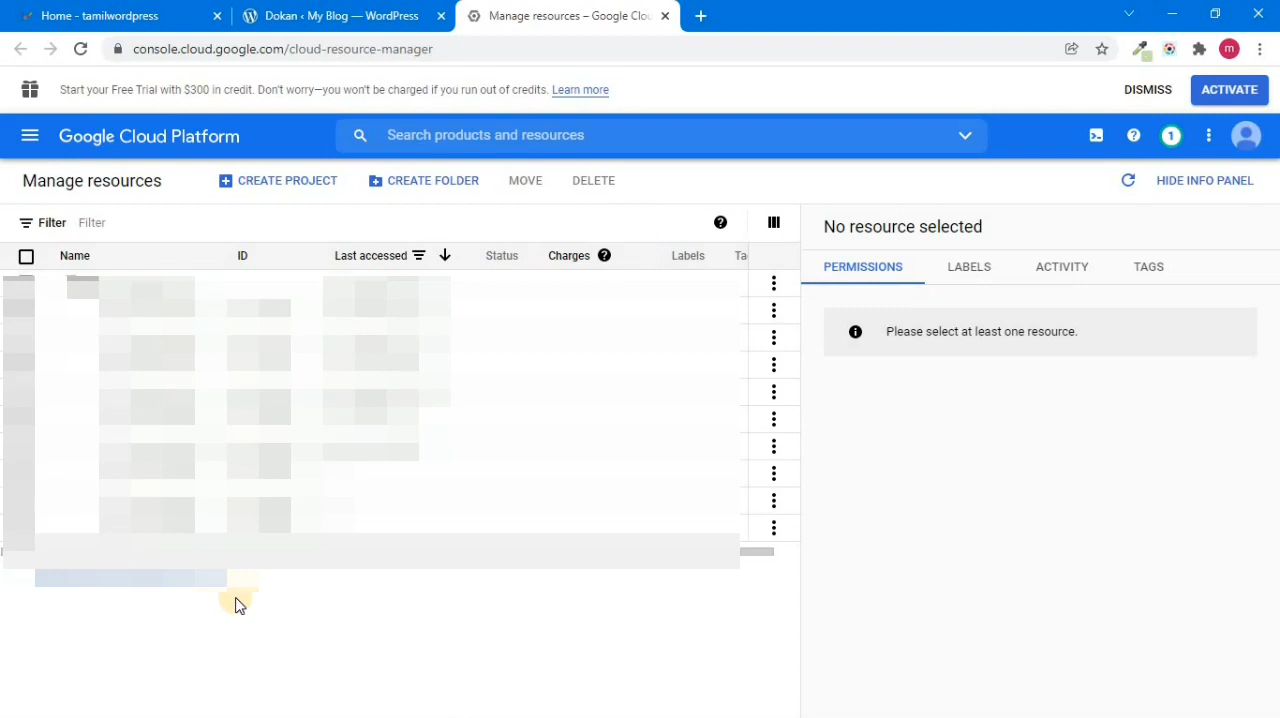 Home - tamilwordpress
Dokan ‹ My Blog — WordPress
Manage resources – Google Clou
console.cloud.google.com/cloud-resource-manager
m
Start your Free Trial with $300 in credit. Don't worry—you won't be charged if you run out of credits. Learn more
DISMISS
ACTIVATE
Google Cloud Platform
Search products and resources
1
Manage resources
CREATE PROJECT
CREATE FOLDER
MOVE
DELETE
HIDE INFO PANEL
Filter Filter
No resource selected
Name ID Last accessed Status Charges Labels Ta
PERMISSIONS LABELS ACTIVITY TAGS
Please select at least one resource.